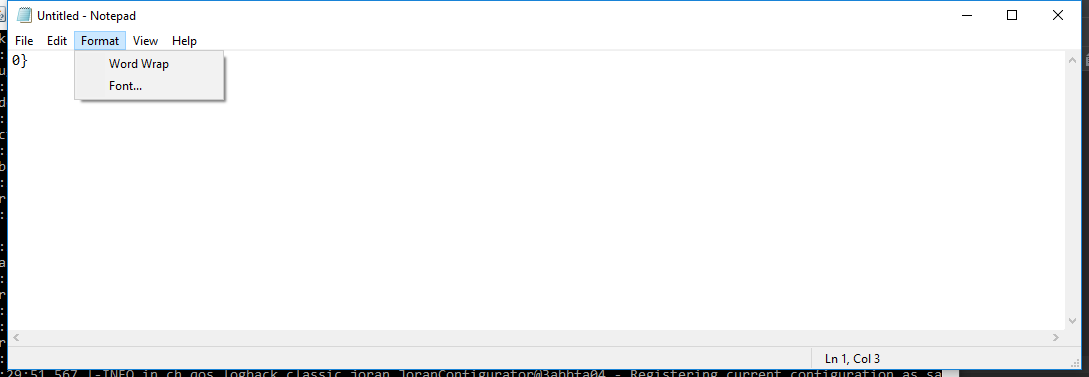 Untitled - Notepad
File Edit Format View Help
0}
Word Wrap
Font...
Ln 1, Col 3
:29:51,567 |-INFO in ch.qos.logback.classic.joran.JoranConfigurator@3abbfa04 - Registering current configuration as sa